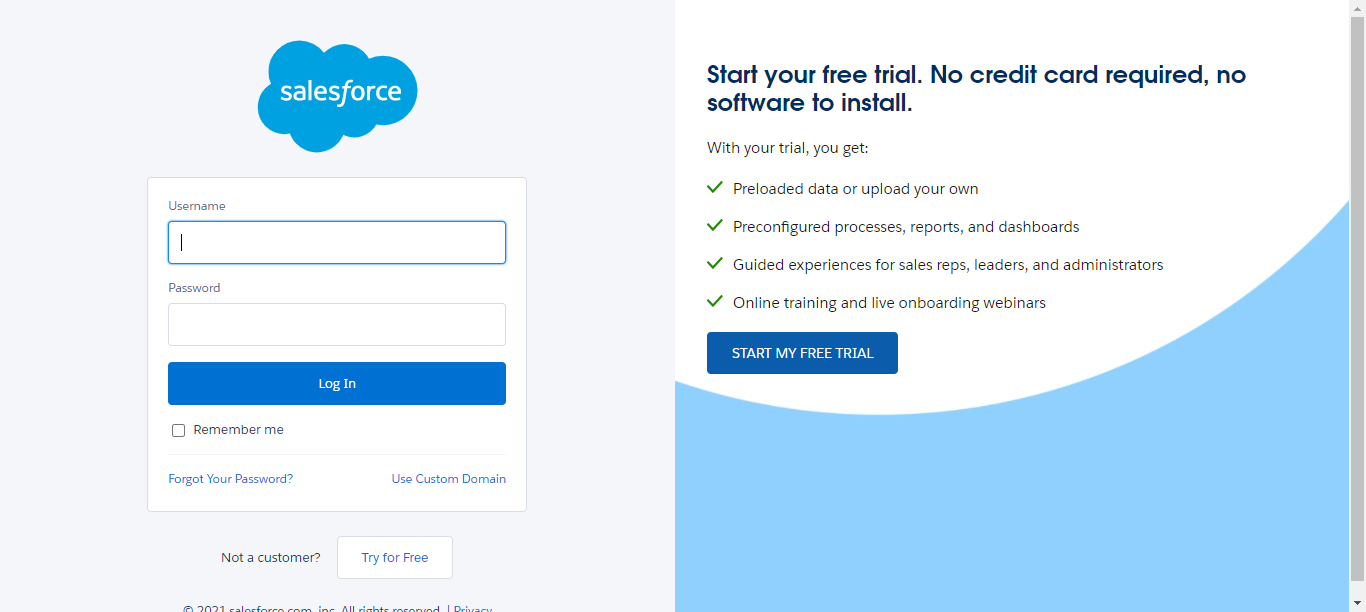 salesforce
Username
Password
Log In
Remember me
Forgot Your Password?
Use Custom Domain
Not a customer?
Try for Free
© 2021 salesforce.com, inc. All rights reserved. | Privacy
Start your free trial. No credit card required, no
software to install.
With your trial, you get:
Preloaded data or upload your own
Preconfigured processes, reports, and dashboards
Guided experiences for sales reps, leaders, and administrators
Online training and live onboarding webinars
START MY FREE TRIAL